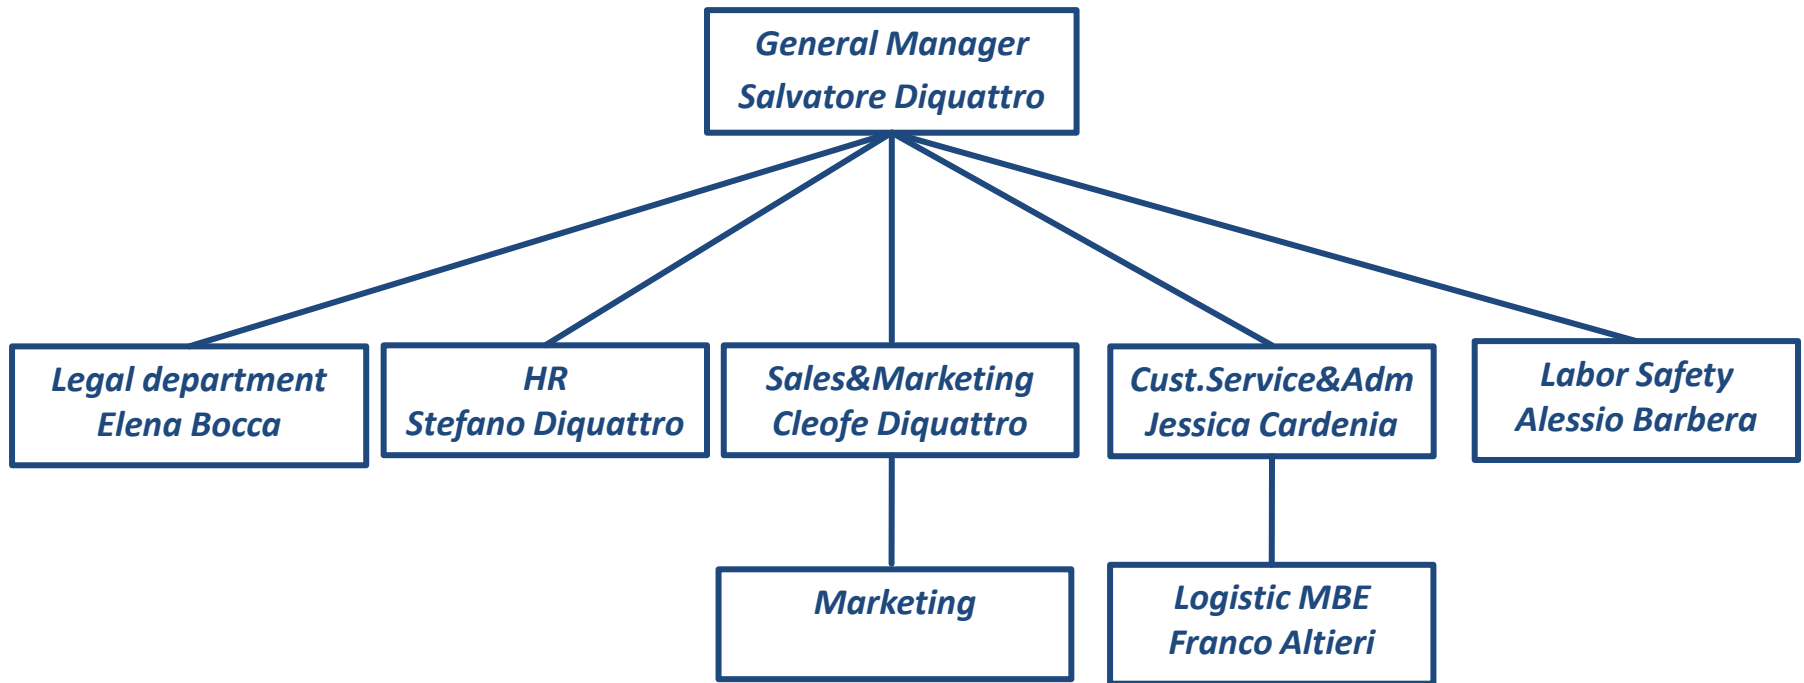 General Manager
Salvatore Diquattro
Legal department
Elena Bocca
HR
Stefano Diquattro
Sales&Marketing
Cleofe Diquattro
Cust.Service&Adm
Jessica Cardenia
Labor Safety
Alessio Barbera
Marketing
Logistic MBE
Franco Altieri